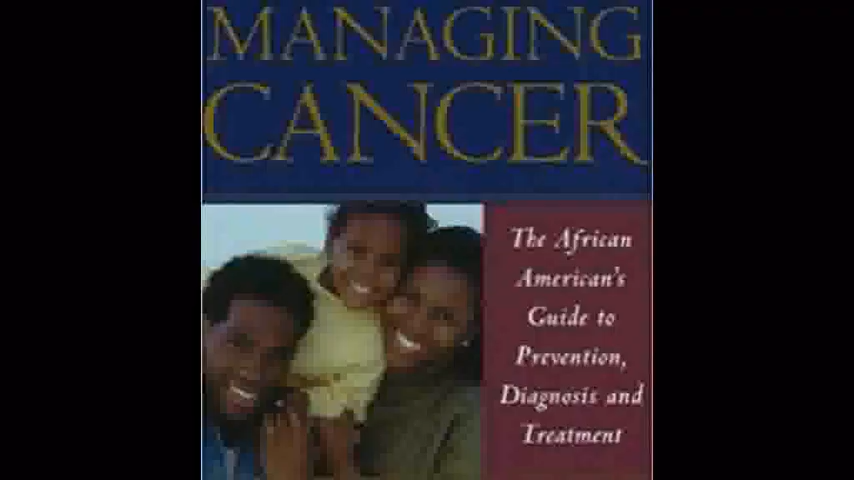 MANAGING
CANCER
The African
American's
Guide to
Prevention,
Diagnosis and
Treatment